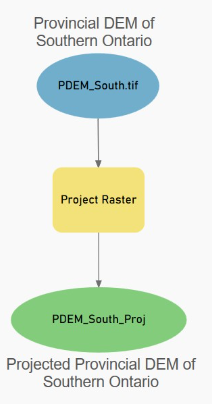 Provincial DEM of
Southern Ontario
PDEM_South.tif
Project Raster
PDEM_South_Proj
Projected Provincial DEM of
Southern Ontario